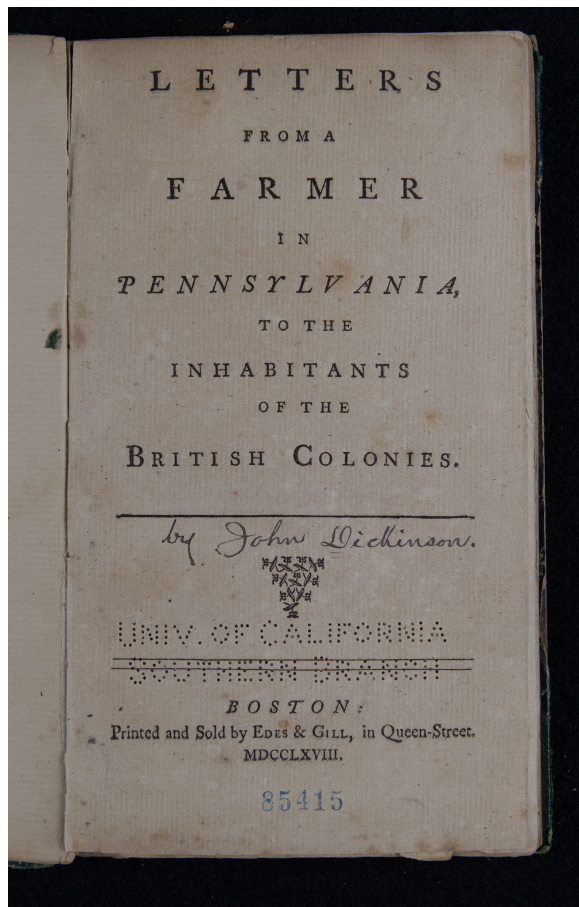 LETTERS
FROM A
FARMER
IN
PENNSYLVANIA,
TO THE
INHABITANTS
OF THE
BRITISH COLONIES.
by John Dickinson.
UNIV. OF CALIFORNIA
SOUTHERN BRANCH
BOSTON:
Printed and Sold by EDES & GILL, in Queen-Street.
MDCCLXVIII.
85415